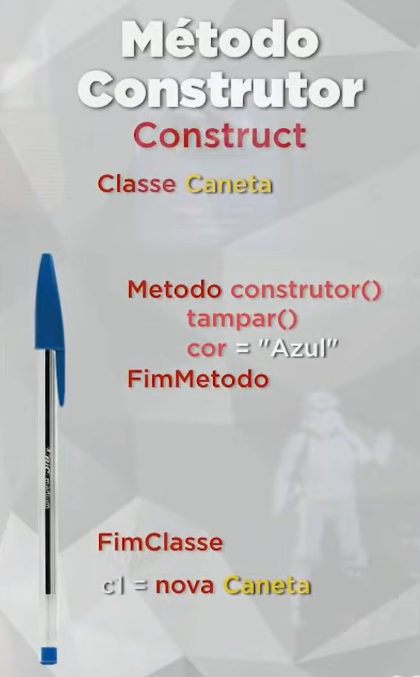 Método
Construtor
Construct
Classe Caneta
Metodo construtor()
tampar()
cor = "Azul"
FimMetodo
FimClasse
c1 = nova Caneta